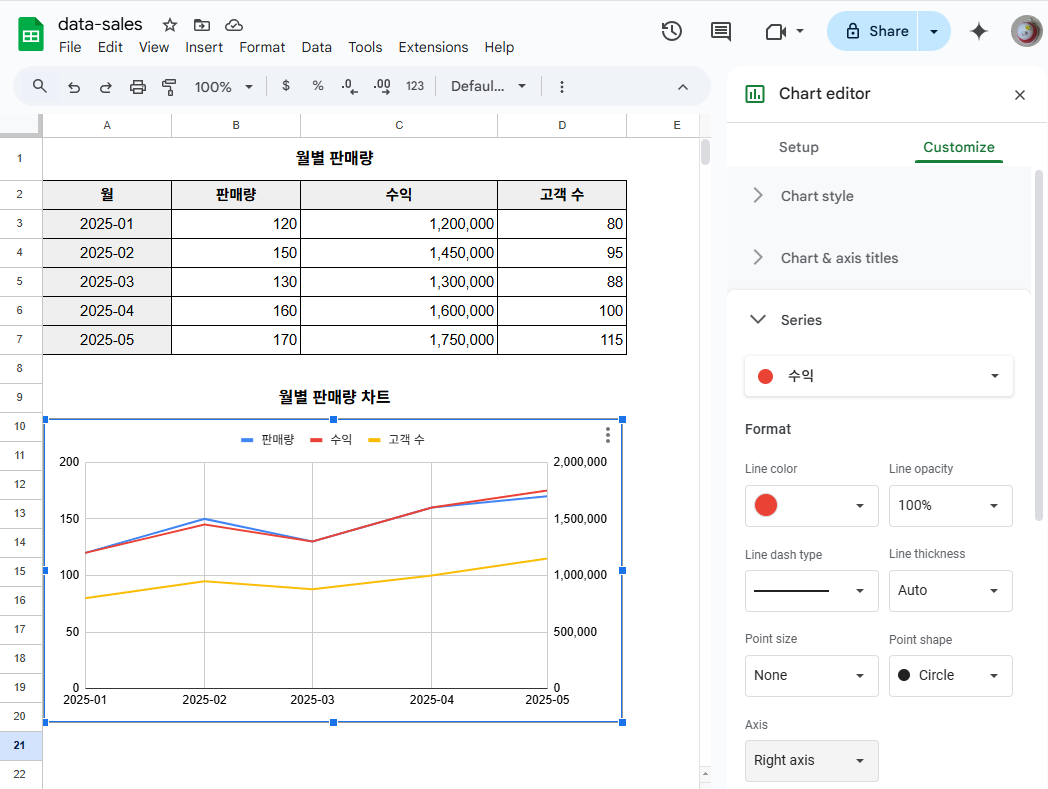 data-sales
File Edit View Insert Format Data Tools Extensions Help
Share
100% $ % .0 .00 123 Defaul...
Chart editor
Setup Customize
Chart style
Chart & axis titles
Series
수익
Format
Line color Line opacity
100%
Line dash type Line thickness
Auto
Point size Point shape
None Circle
Axis
Right axis
A B C D E
1 월별 판매량
2 월 판매량 수익 고객 수
3 2025-01 120 1,200,000 80
4 2025-02 150 1,450,000 95
5 2025-03 130 1,300,000 88
6 2025-04 160 1,600,000 100
7 2025-05 170 1,750,000 115
8
9 월별 판매량 차트
10
11
12
13
14
15
16
17
18
19
20
21
22
판매량 수익 고객 수
200 2,000,000
150 1,500,000
100 1,000,000
50 500,000
0 0
2025-01 2025-02 2025-03 2025-04 2025-05